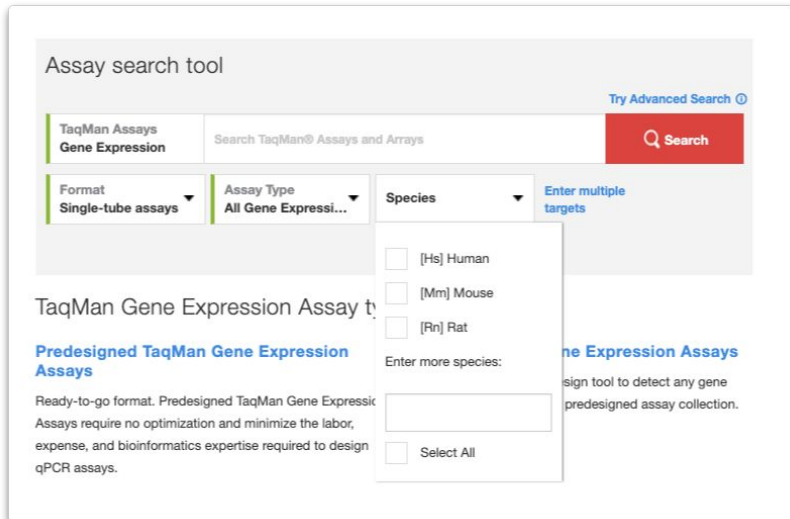 Assay search tool
Try Advanced Search
TaqMan Assays
Gene Expression
Search TaqMan® Assays and Arrays
Search
Format
Single-tube assays
Assay Type
All Gene Expressi...
Species
Enter multiple
targets
[Hs] Human
[Mm] Mouse
[Rn] Rat
Enter more species:
Select All
TaqMan Gene Expression Assay
Predesigned TaqMan Gene Expression
Assays
Ready-to-go format. Predesigned TaqMan Gene
Assays require no optimization and minimize the labor,
expense, and bioinformatics expertise required to design
qPCR assays.
Expression Assays
tool to detect any gene
predesigned assay collection.